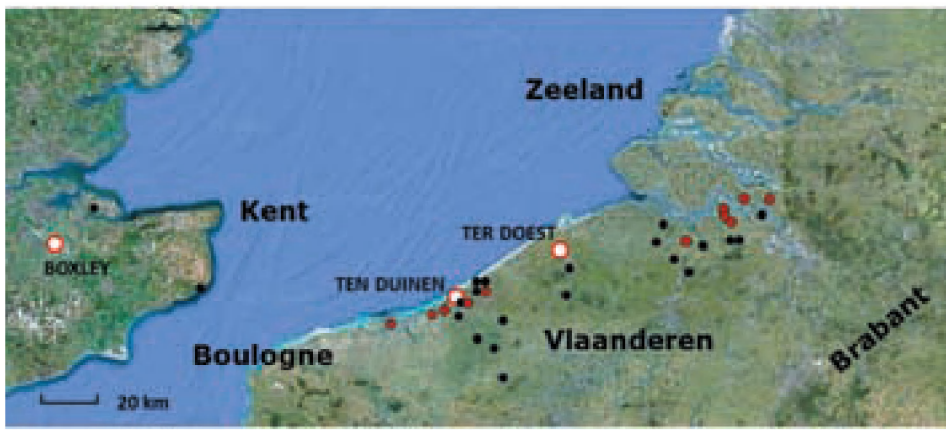 Zeeland
Kent
TER DOEST
BOXLEY
TEN DUINEN
Boulogne
Vlaanderen
Brabant
20 km